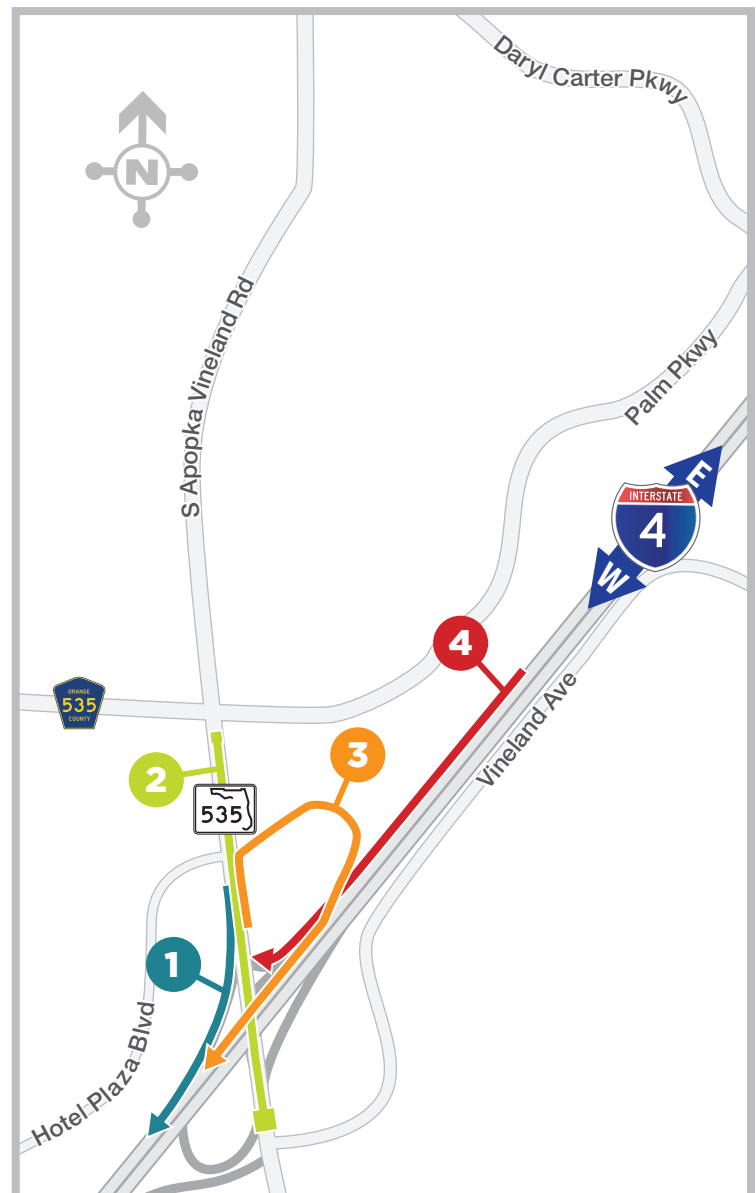 Daryl Carter Pkwy
N
S Apopka Vineland Rd
Palm Pkwy
E
INTERSTATE
4
W
4
ORANGE
535
COUNTY
Vineland Ave
3
2
535
1
Hotel Plaza Blvd